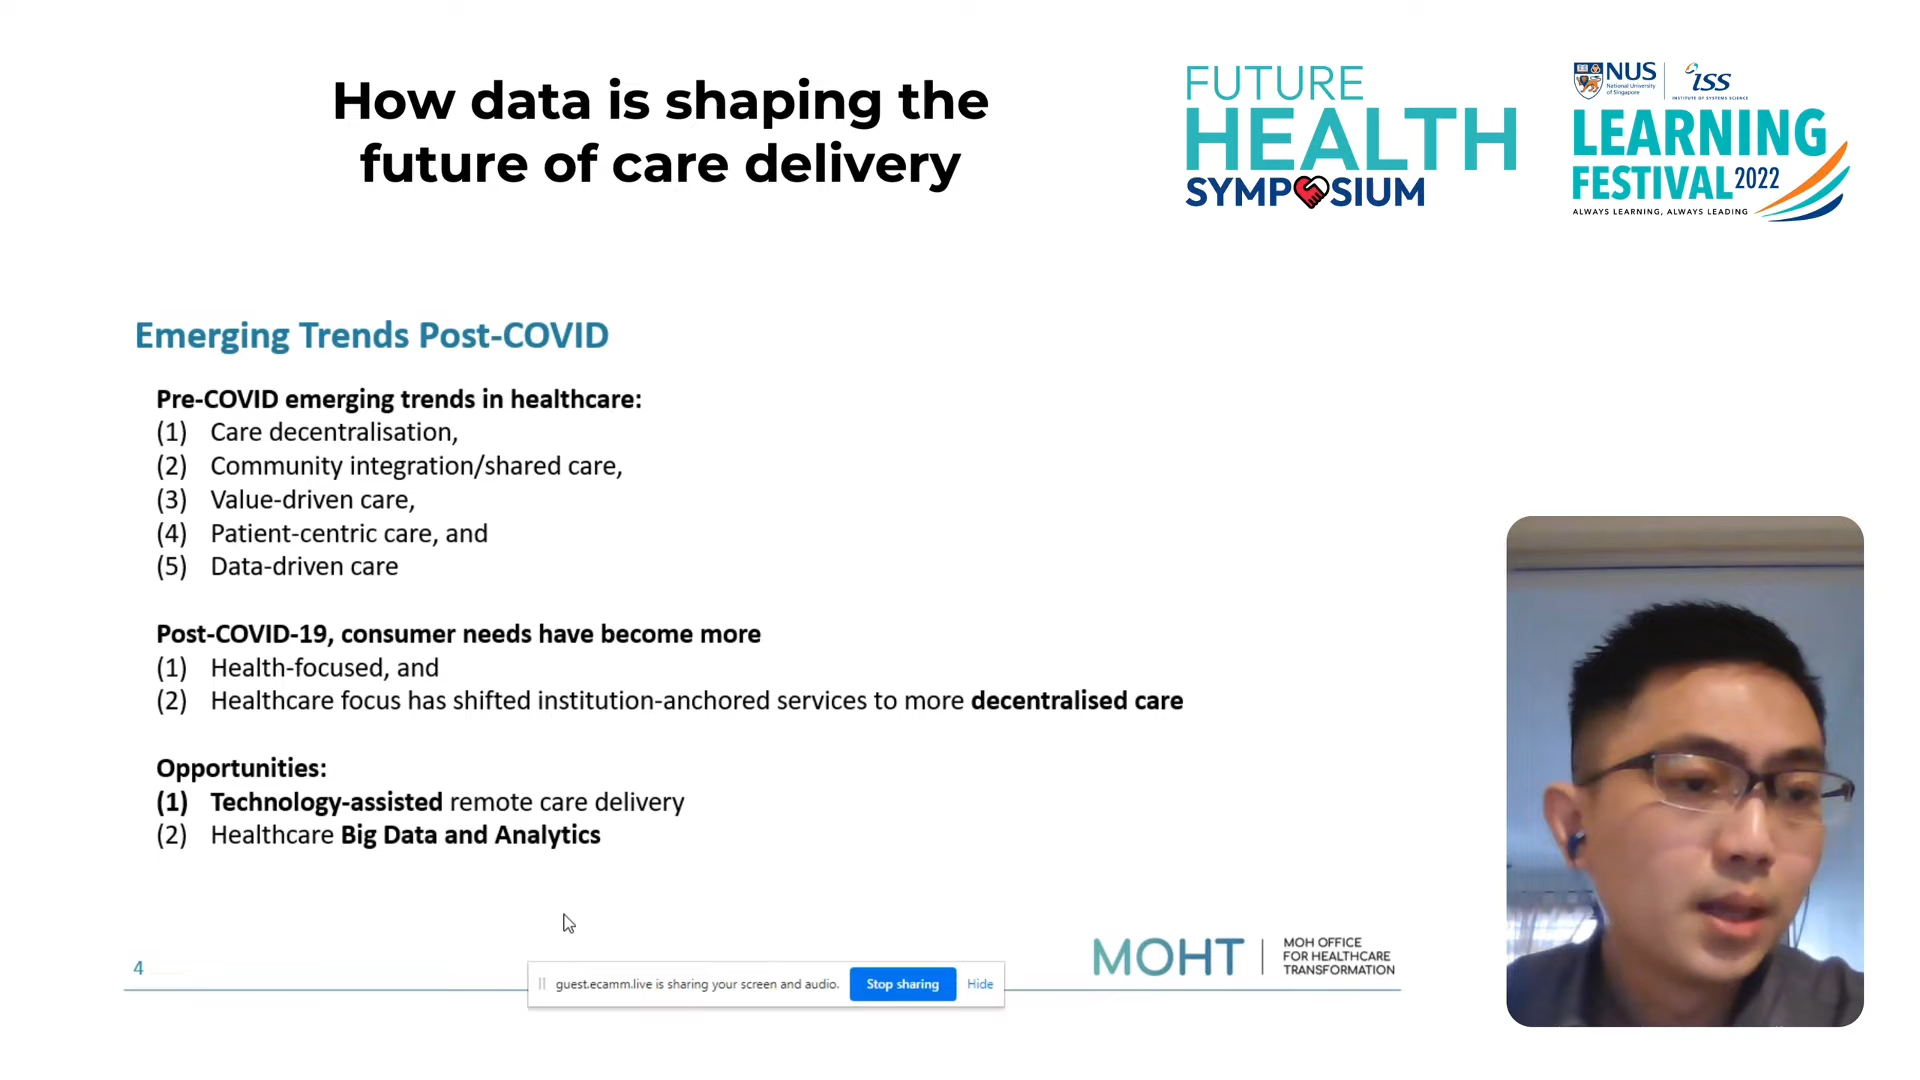 How data is shaping the
future of care delivery
FUTURE
HEALTH
SYMPOSIUM
NUS
National University
of Singapore
iss
INSTITUTE OF SYSTEMS SCIENCE
LEARNING
FESTIVAL 2022
ALWAYS LEARNING, ALWAYS LEADING
Emerging Trends Post-COVID
Pre-COVID emerging trends in healthcare:
(1) Care decentralisation,
(2) Community integration/shared care,
(3) Value-driven care,
(4) Patient-centric care, and
(5) Data-driven care
Post-COVID-19, consumer needs have become more
(1) Health-focused, and
(2) Healthcare focus has shifted institution-anchored services to more decentralised care
Opportunities:
(1) Technology-assisted remote care delivery
(2) Healthcare Big Data and Analytics
4
guest.ecamm.live is sharing your screen and audio. Stop sharing Hide
MOHT
MOH OFFICE
FOR HEALTHCARE
TRANSFORMATION